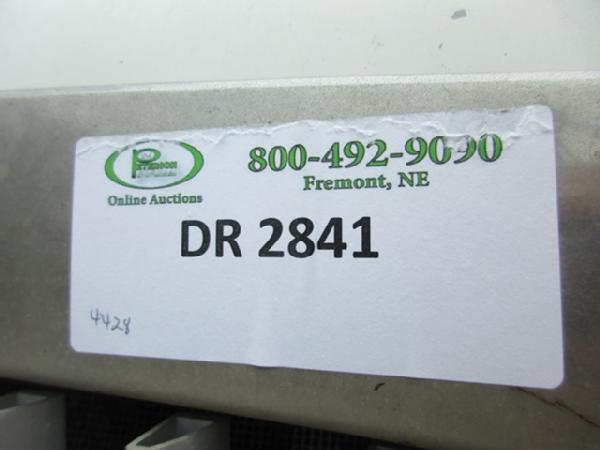 800-492-9090
Fremont, NE
Online Auctions
DR 2841
4428